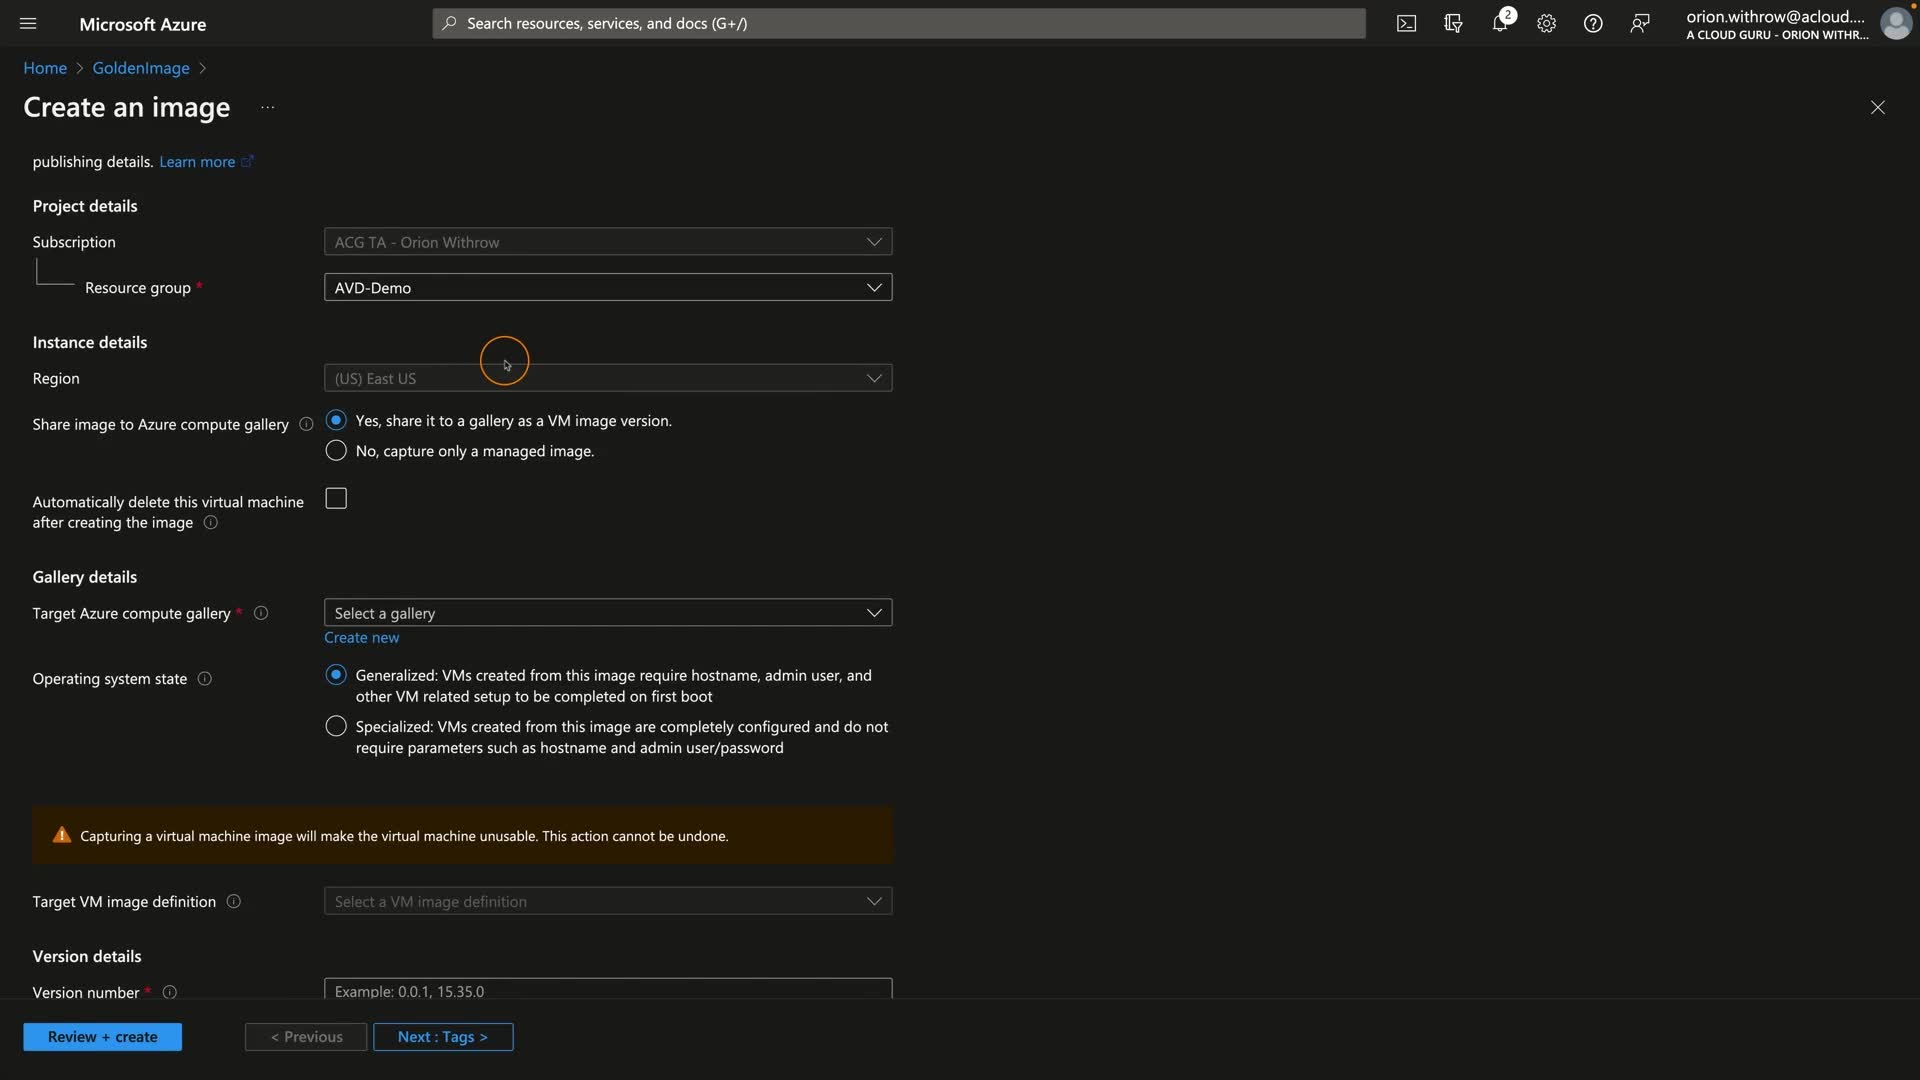 Microsoft Azure
Search resources, services, and docs (G+/)
2
orion.withrow@acloud....
A CLOUD GURU - ORION WITHR...
Home > GoldenImage >
Create an image ...
publishing details. Learn more
Project details
Subscription
ACG TA - Orion Withrow
Resource group *
AVD-Demo
Instance details
Region
(US) East US
Share image to Azure compute gallery
Yes, share it to a gallery as a VM image version.
No, capture only a managed image.
Automatically delete this virtual machine
after creating the image
Gallery details
Target Azure compute gallery *
Select a gallery
Create new
Operating system state
Generalized: VMs created from this image require hostname, admin user, and
other VM related setup to be completed on first boot
Specialized: VMs created from this image are completely configured and do not
require parameters such as hostname and admin user/password
Capturing a virtual machine image will make the virtual machine unusable. This action cannot be undone.
Target VM image definition
Select a VM image definition
Version details
Version number *
Example: 0.0.1, 15.35.0
Review + create
< Previous
Next : Tags >